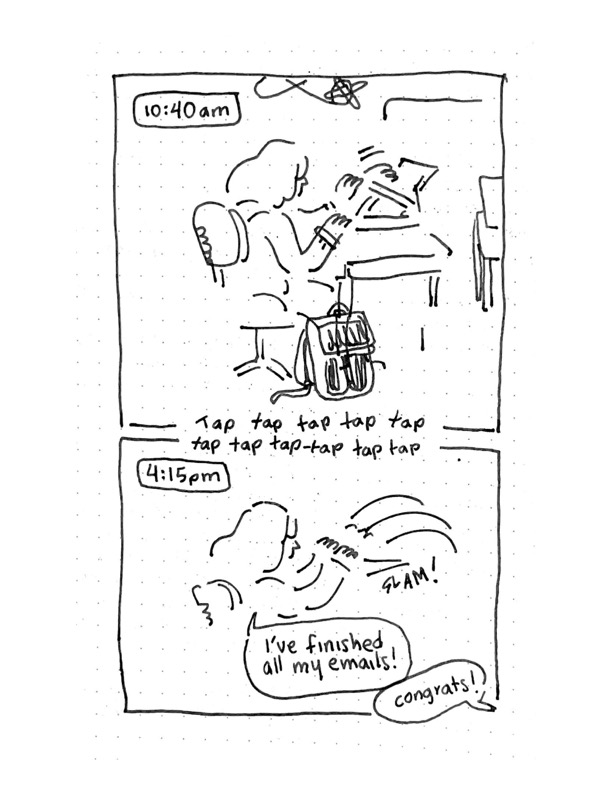 10:40am
Tap tap tap tap tap
tap tap tap-tap tap tap
4:15pm
SLAM!
I've finished
all my emails!
congrats!